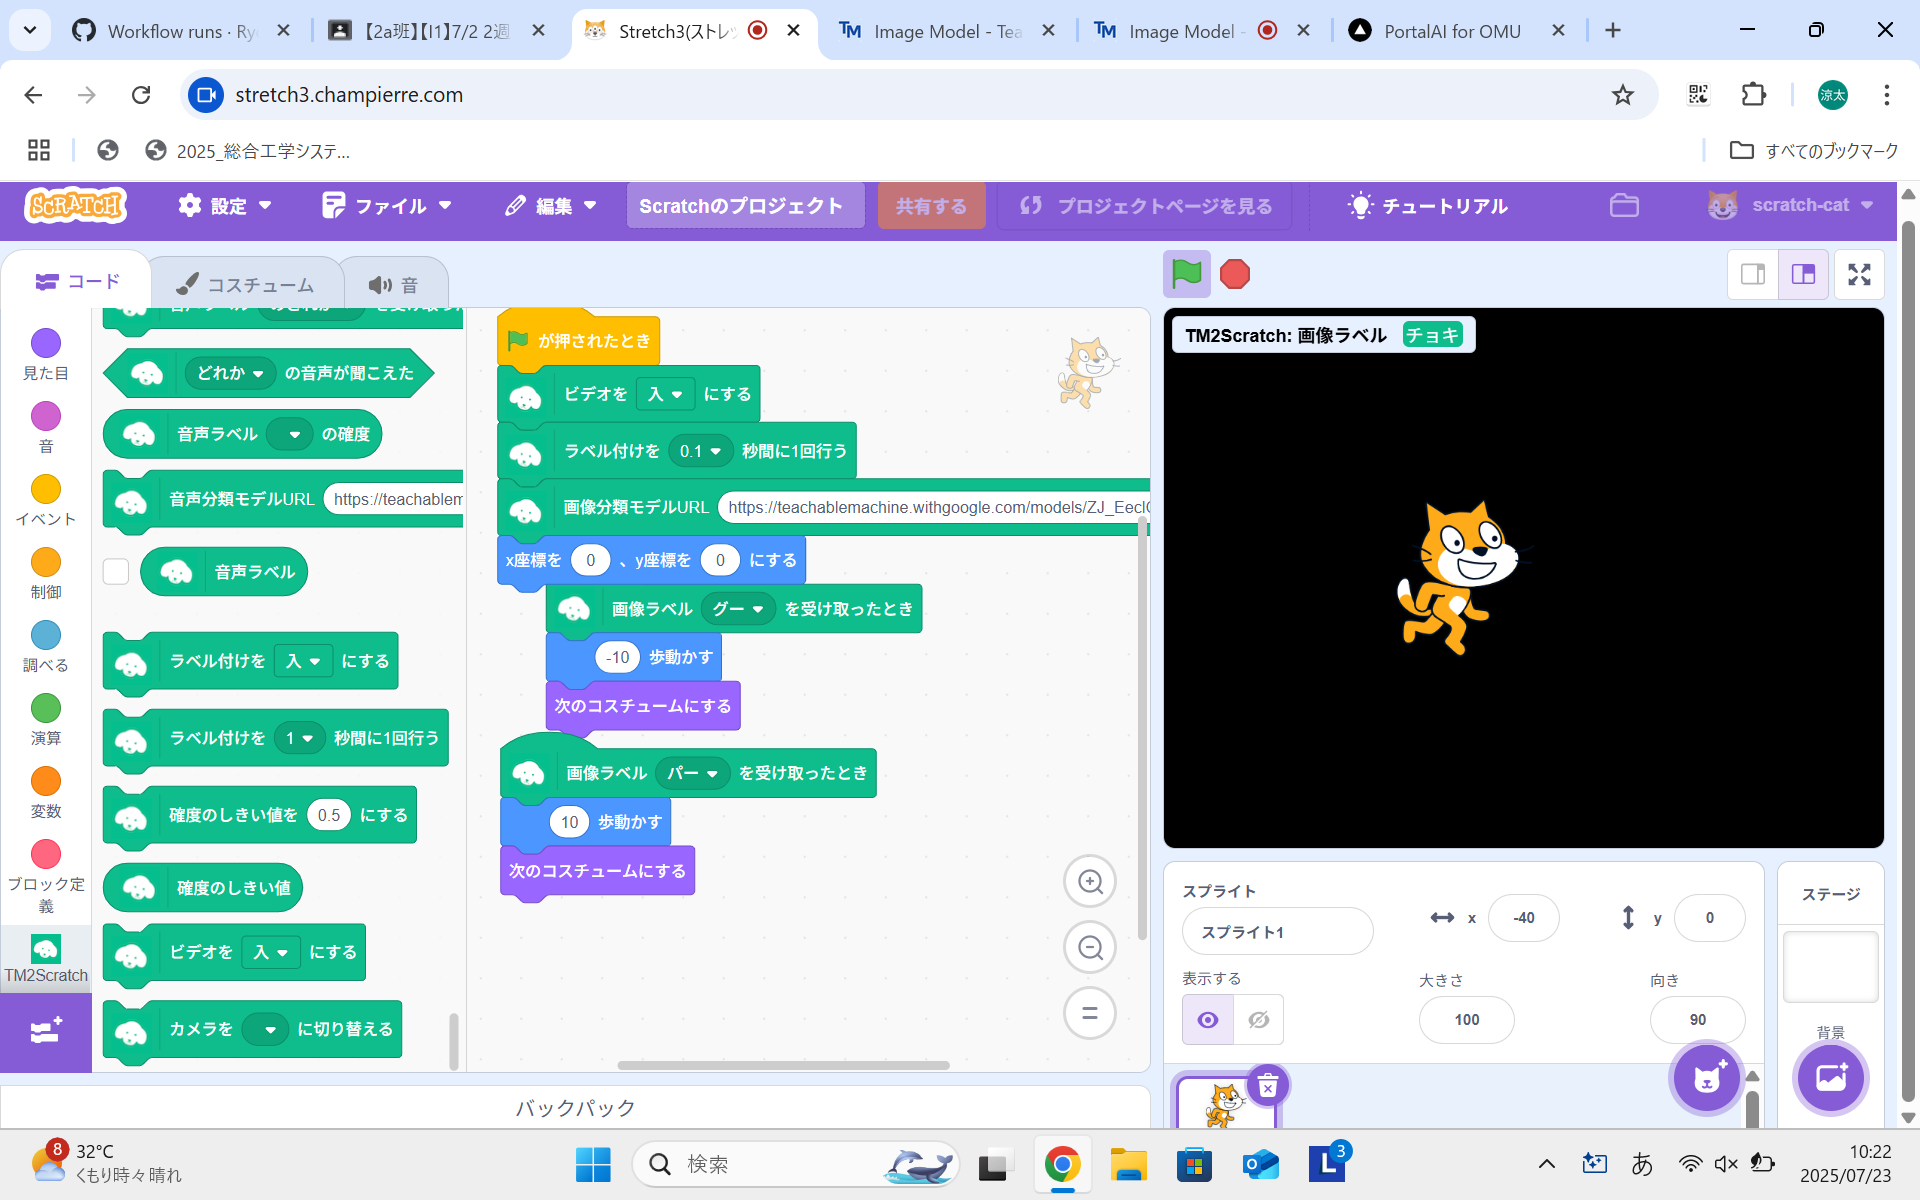 Workflow runs · Ry
【2a班】【I1】7/2 2週
Stretch3(ストレッ
Image Model - Tea
Image Model -
PortalAI for OMU
stretch3.champierre.com
涼太
2025_総合工学システ...
すべてのブックマーク
SCRATCH
設定
ファイル
編集
Scratchのプロジェクト
共有する
プロジェクトページを見る
チュートリアル
scratch-cat
コード
コスチューム
音
見た目
音
イベント
制御
調べる
演算
変数
ブロック定義
TM2Scratch
どれか の音声が聞こえた
音声ラベル の確度
音声分類モデルURL https://teachablem
音声ラベル
ラベル付けを 入 にする
ラベル付けを 1 秒間に1回行う
確度のしきい値を 0.5 にする
確度のしきい値
ビデオを 入 にする
カメラを に切り替える
が押されたとき
ビデオを 入 にする
ラベル付けを 0.1 秒間に1回行う
画像分類モデルURL https://teachablemachine.withgoogle.com/models/ZJ_Eecl
x座標を 0 、y座標を 0 にする
画像ラベル グー を受け取ったとき
-10 歩動かす
次のコスチュームにする
画像ラベル パー を受け取ったとき
10 歩動かす
次のコスチュームにする
TM2Scratch: 画像ラベル チョキ
スプライト
スプライト1
x -40
y 0
表示する
大きさ
100
向き
90
ステージ
背景
バックパック
8
32°C
くもり時々晴れ
検索
3
あ
10:22
2025/07/23